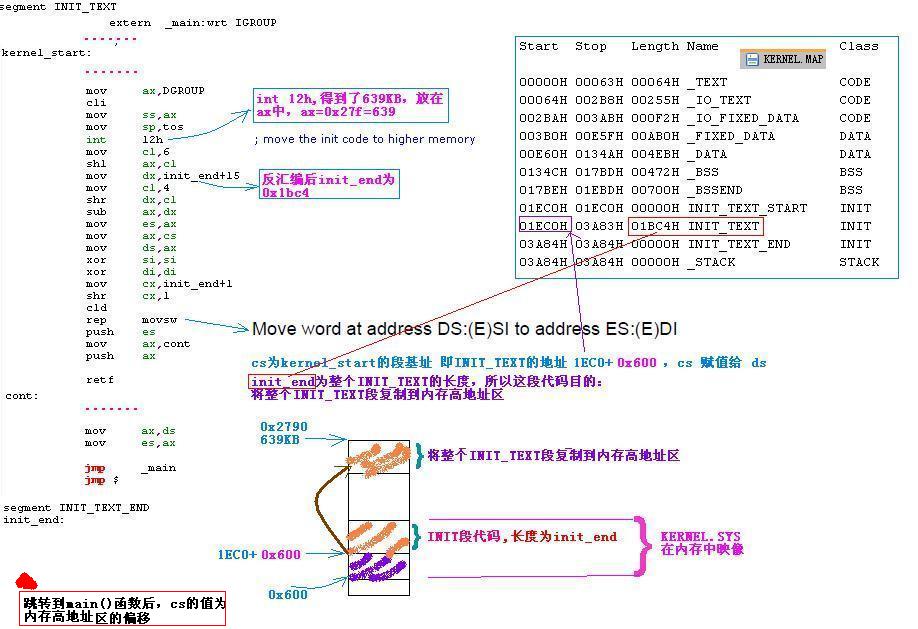 segment INIT_TEXT
extern _main:wrt IGROUP
kernel_start:
mov ax,DGROUP
cli
mov ss,ax
mov sp,tos
int 12h
mov cl,6
shl ax,cl
mov dx,init_end+15
mov cl,4
shr dx,cl
sub ax,dx
mov es,ax
mov ax,cs
mov ds,ax
xor si,si
xor di,di
mov cx,init_end+1
shr cx,1
cld
rep movsw
push es
mov ax,cont
push ax
retf
cont:
mov ax,ds
mov es,ax
jmp _main
jmp $
segment INIT_TEXT_END
init_end:
int 12h,得到了639KB，放在
ax中，ax=0x27f=639
; move the init code to higher memory
反汇编后init_end为
0x1bc4
Start Stop Length Name Class
KERNEL.MAP
00000H 00063H 00064H _TEXT CODE
00064H 002B8H 00255H _IO_TEXT CODE
002BAH 003ABH 000F2H _IO_FIXED_DATA CODE
003B0H 00E5FH 00AB0H _FIXED_DATA DATA
00E60H 0134AH 004EBH _DATA DATA
0134CH 017BDH 00472H _BSS BSS
017BEH 01EBDH 00700H _BSSEND BSS
01EC0H 01EC0H 00000H INIT_TEXT_START INIT
01EC0H 03A83H 01BC4H INIT_TEXT INIT
03A84H 03A84H 00000H INIT_TEXT_END INIT
03A84H 03A84H 00000H _STACK STACK
Move word at address DS:(E)SI to address ES:(E)DI
cs为kernel_start的段基址 即INIT_TEXT的地址 1EC0+ 0x600 ，cs 赋值给 ds
init_end为整个INIT_TEXT的长度，所以这段代码目的：
将整个INIT_TEXT段复制到内存高地址区
0x2790
639KB
将整个INIT_TEXT段复制到内存高地址区
INIT段代码,长度为init_end
KERNEL.SYS
在内存中映像
1EC0+ 0x600
0x600
跳转到main()函数后，cs的值为
内存高地址区的偏移